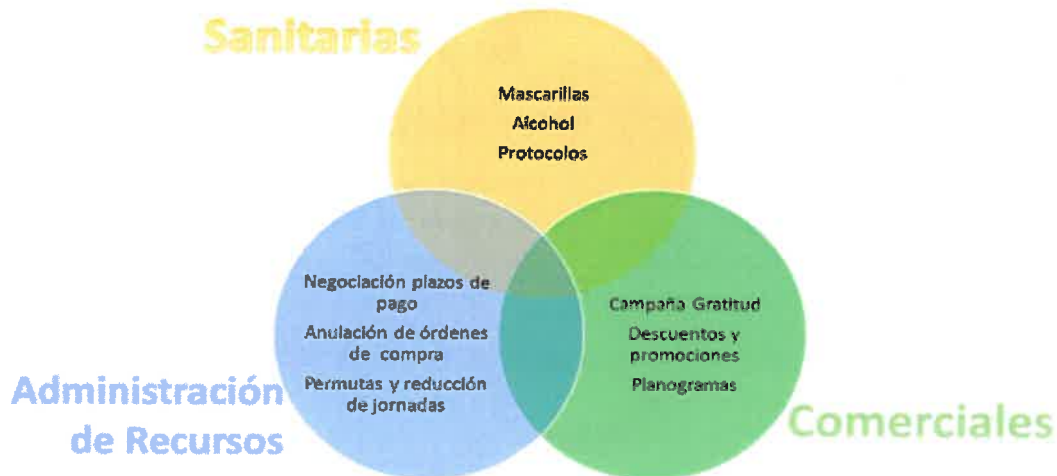 Sanitarias
Mascarillas
Alcohol
Protocolos
Negociación plazos de
pago
Anulación de órdenes
de compra
Permutas y reducción
de jornadas
Administración
de Recursos
Campaña Gratitud
Descuentos y
promociones
Planogramas
Comerciales